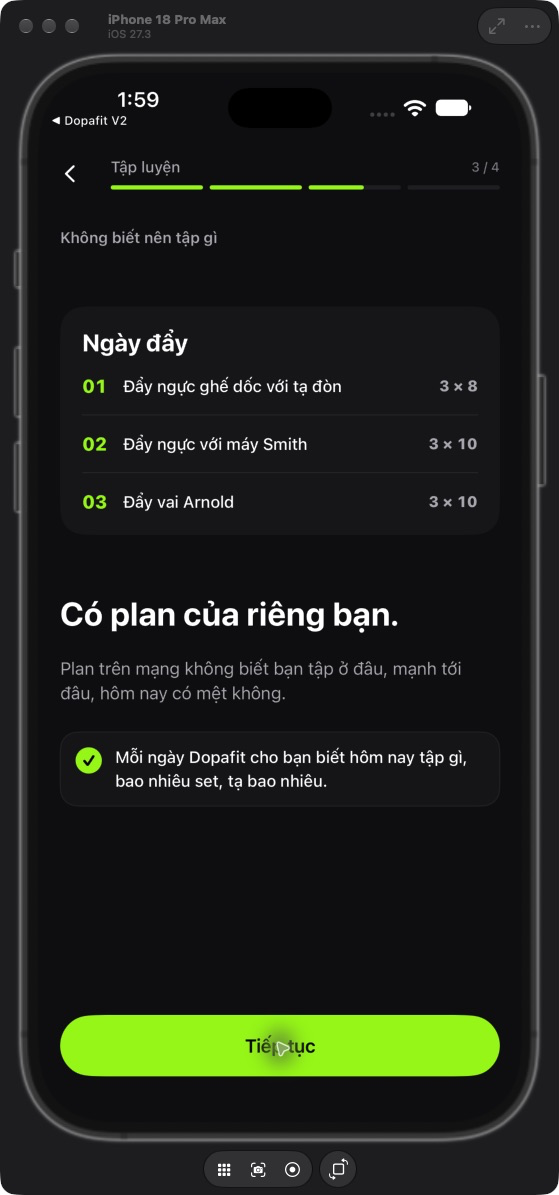 iPhone 18 Pro Max
iOS 27.3
1:59
◀ Dopafit V2
Tập luyện
3 / 4
Không biết nên tập gì
Ngày đẩy
01 Đẩy ngực ghế dốc với tạ đòn 3 × 8
02 Đẩy ngực với máy Smith 3 × 10
03 Đẩy vai Arnold 3 × 10
Có plan của riêng bạn.
Plan trên mạng không biết bạn tập ở đâu, mạnh tới
đâu, hôm nay có mệt không.
Mỗi ngày Dopafit cho bạn biết hôm nay tập gì,
bao nhiêu set, tạ bao nhiêu.
Tiếp tục